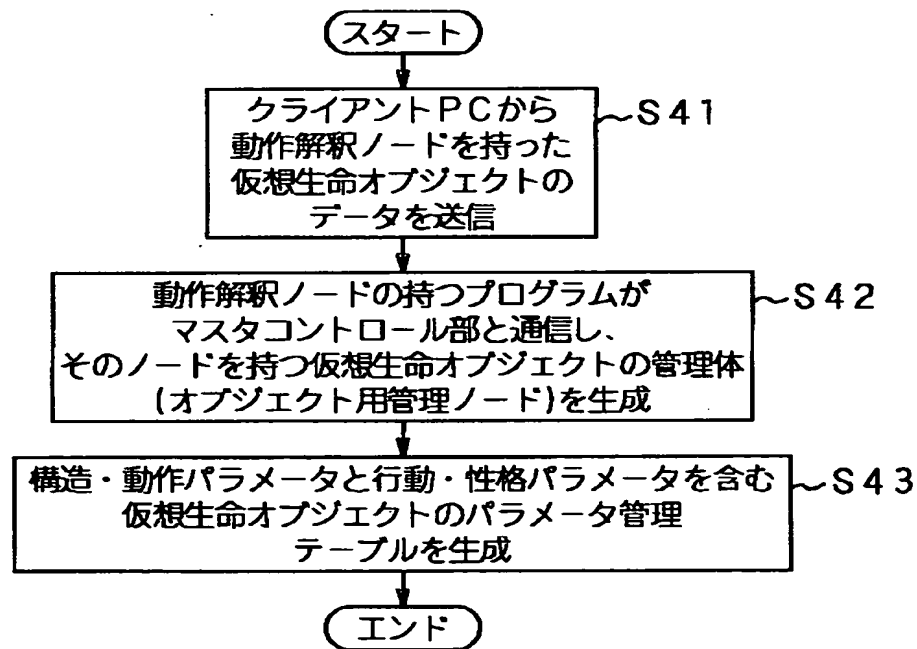 スタート
クライアントPCから
動作解釈ノードを持った
仮想生命オブジェクトの
データを送信
S41
動作解釈ノードの持つプログラムが
マスタコントロール部と通信し、
そのノードを持つ仮想生命オブジェクトの管理体
(オブジェクト用管理ノード)を生成
S42
構造・動作パラメータと行動・性格パラメータを含む
仮想生命オブジェクトのパラメータ管理
テーブルを生成
S43
エンド